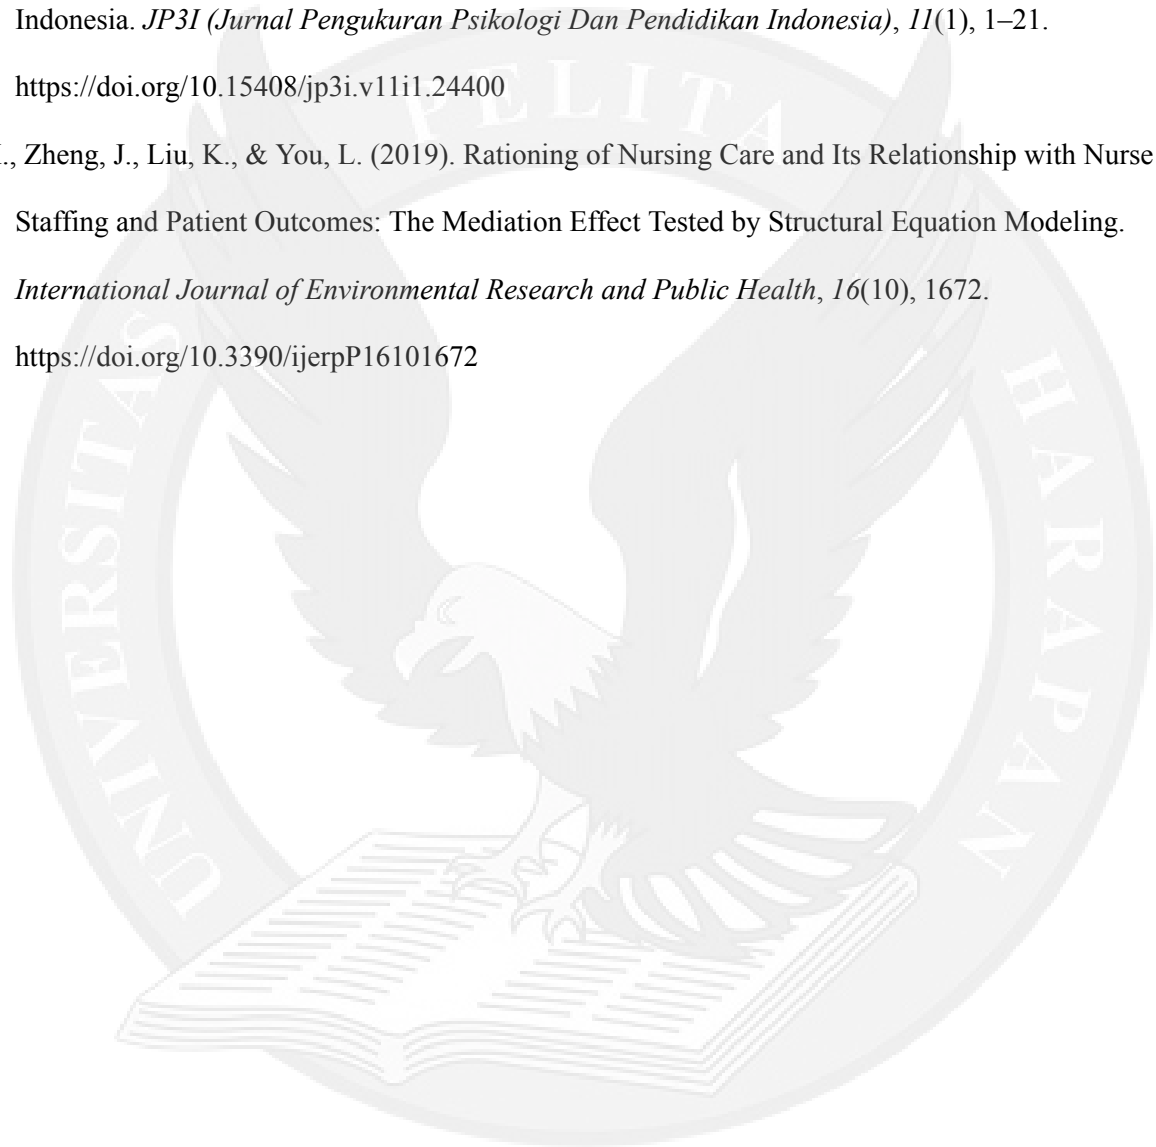 Indonesia. JP3I (Jurnal Pengukuran Psikologi Dan Pendidikan Indonesia), 11(1), 1–21.
https://doi.org/10.15408/jp3i.v11i1.24400
., Zheng, J., Liu, K., & You, L. (2019). Rationing of Nursing Care and Its Relationship with Nurse
Staffing and Patient Outcomes: The Mediation Effect Tested by Structural Equation Modeling.
International Journal of Environmental Research and Public Health, 16(10), 1672.
https://doi.org/10.3390/ijerpP16101672
UNIVERSITAS PELITA HARAPAN